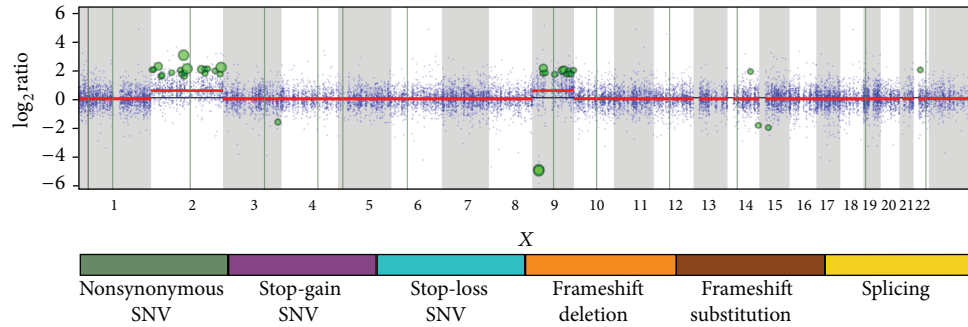 6
4
2
0
−2
−4
−6
log2ratio
1 2 3 4 5 6 7 8 9 10 11 12 13 14 15 16 17 18 19 20 21 22
X
Nonsynonymous SNV
Stop-gain SNV
Stop-loss SNV
Frameshift deletion
Frameshift substitution
Splicing